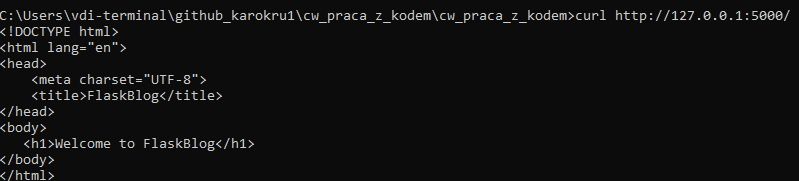 C:\Users\vdi-terminal\github_karokru1\cw_praca_z_kodem\cw_praca_z_kodem>curl http://127.0.0.1:5000/
<!DOCTYPE html>
<html lang="en">
<head>
    <meta charset="UTF-8">
    <title>FlaskBlog</title>
</head>
<body>
   <h1>Welcome to FlaskBlog</h1>
</body>
</html>